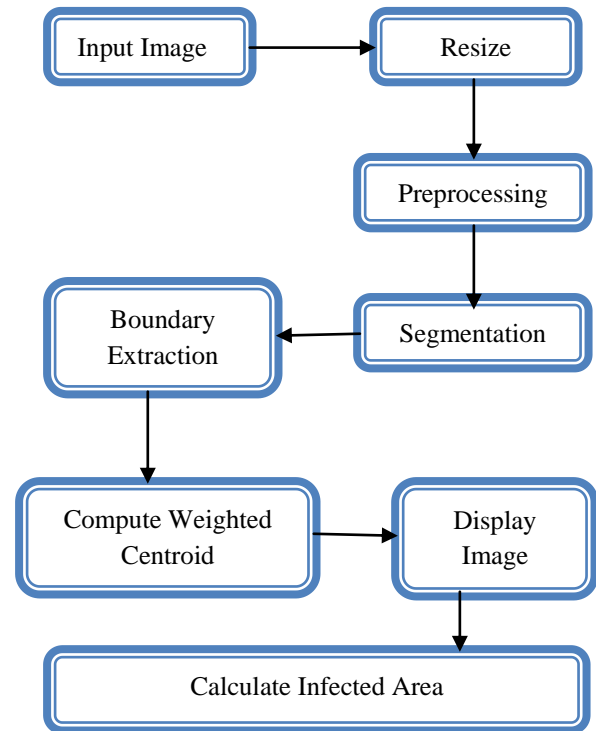 Input Image
Resize
Preprocessing
Segmentation
Boundary
Extraction
Compute Weighted
Centroid
Display
Image
Calculate Infected Area